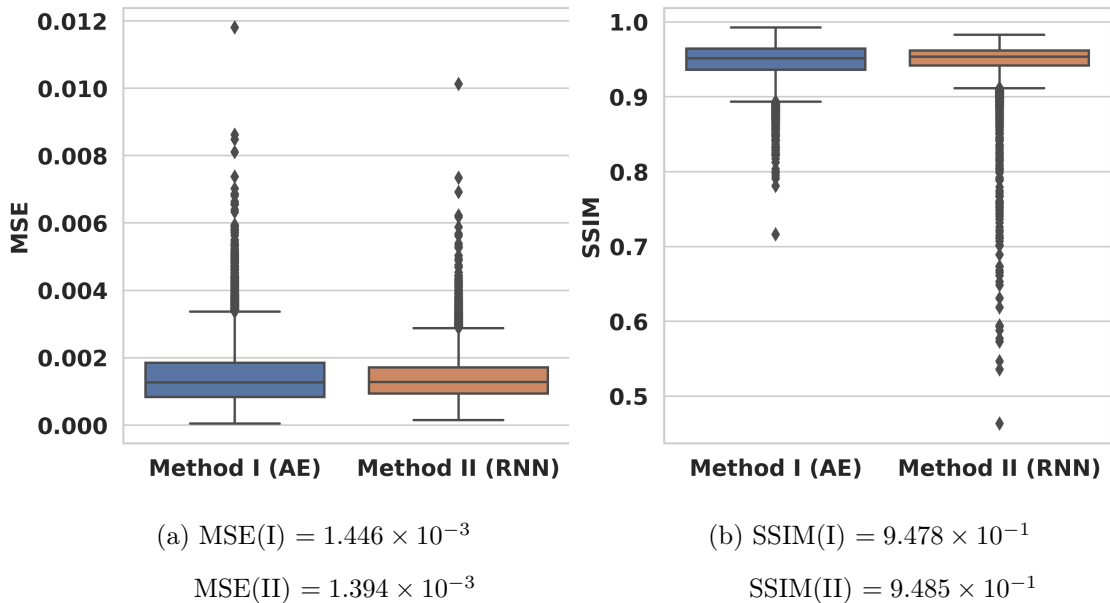 MSE
0.012
0.010
0.008
0.006
0.004
0.002
0.000
Method I (AE) Method II (RNN)
SSIM
1.0
0.9
0.8
0.7
0.6
0.5
Method I (AE) Method II (RNN)
(a) MSE(I) = 1.446 × 10⁻³
MSE(II) = 1.394 × 10⁻³
(b) SSIM(I) = 9.478 × 10⁻¹
SSIM(II) = 9.485 × 10⁻¹